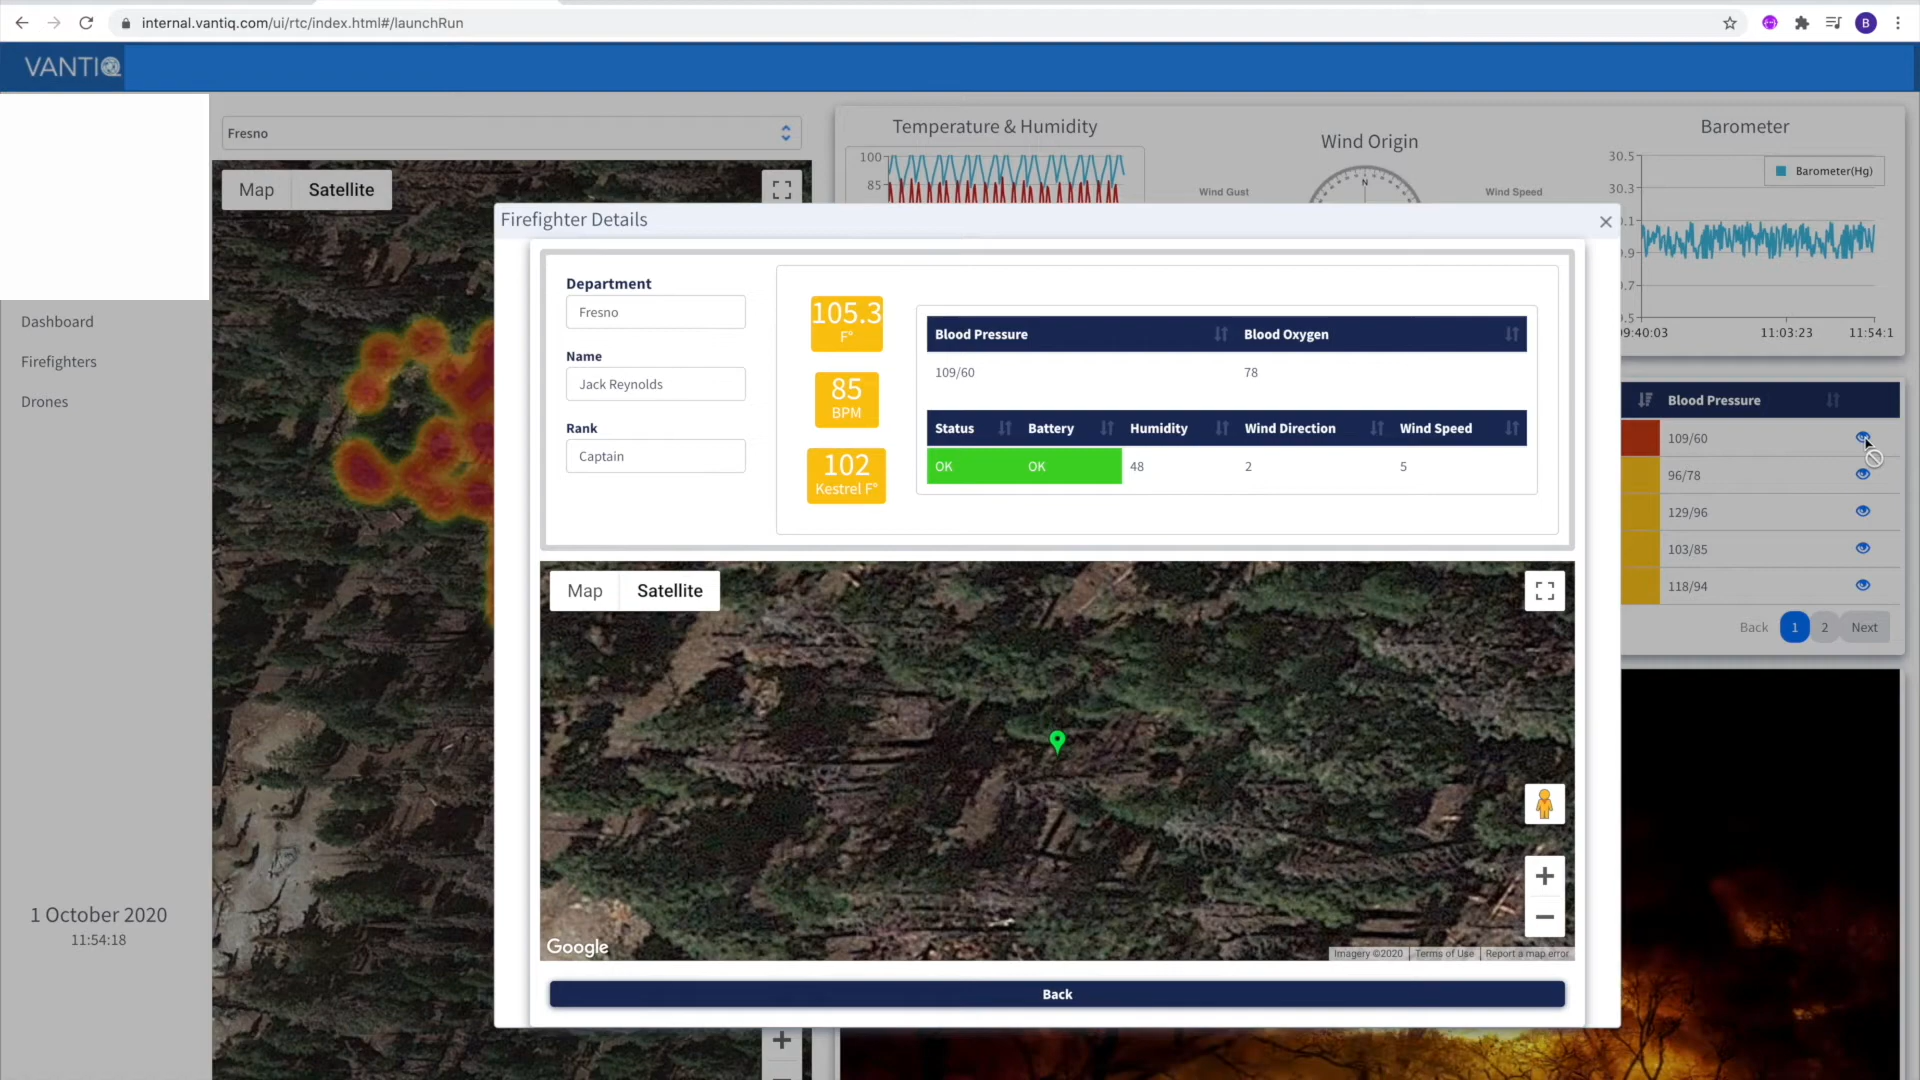 internal.vantiq.com/ui/rtc/index.html#/launchRun
B
VANTIQ
Fresno
Map
Satellite
Dashboard
Firefighters
Drones
1 October 2020
11:54:18
Temperature & Humidity
100
85
Wind Origin
Wind Gust
N
Wind Speed
Barometer
30.5
30.3
Barometer(Hg)
.1
.9
.7
.5
09:40:03
11:03:23
11:54:1
Firefighter Details
Department
Fresno
Name
Jack Reynolds
Rank
Captain
105.3
F°
85
BPM
102
Kestrel F°
Blood Pressure
Blood Oxygen
109/60
78
Status
Battery
Humidity
Wind Direction
Wind Speed
OK
OK
48
2
5
Map
Satellite
Google
Imagery ©2020
Terms of Use
Report a map error
Back
Blood Pressure
109/60
96/78
129/96
103/85
118/94
Back
1
2
Next